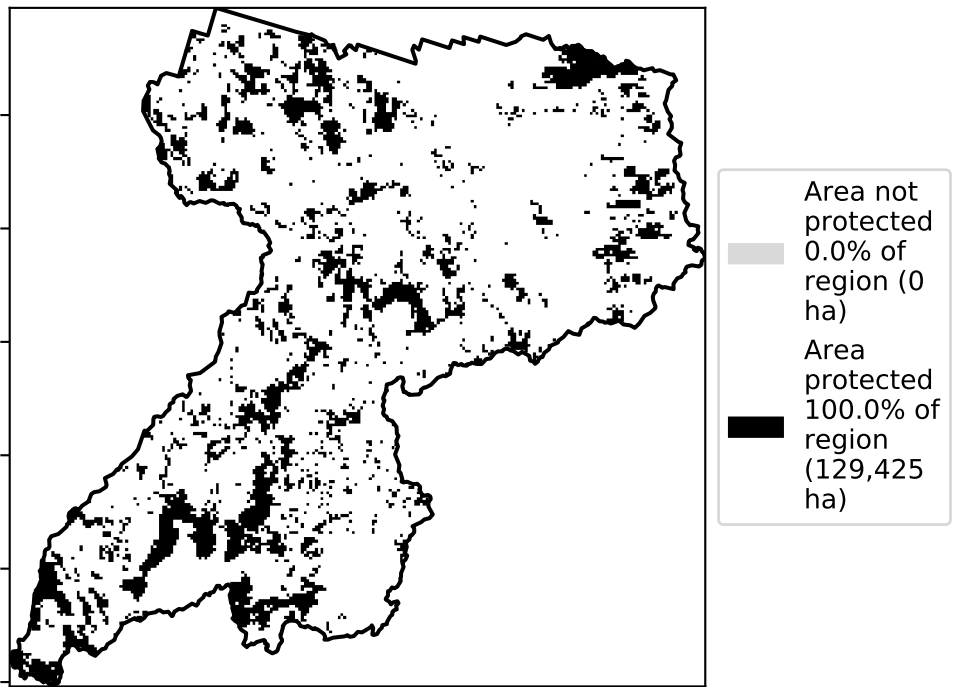 Area not
protected
0.0% of
region (0
ha)
Area
protected
100.0% of
region
(129,425
ha)